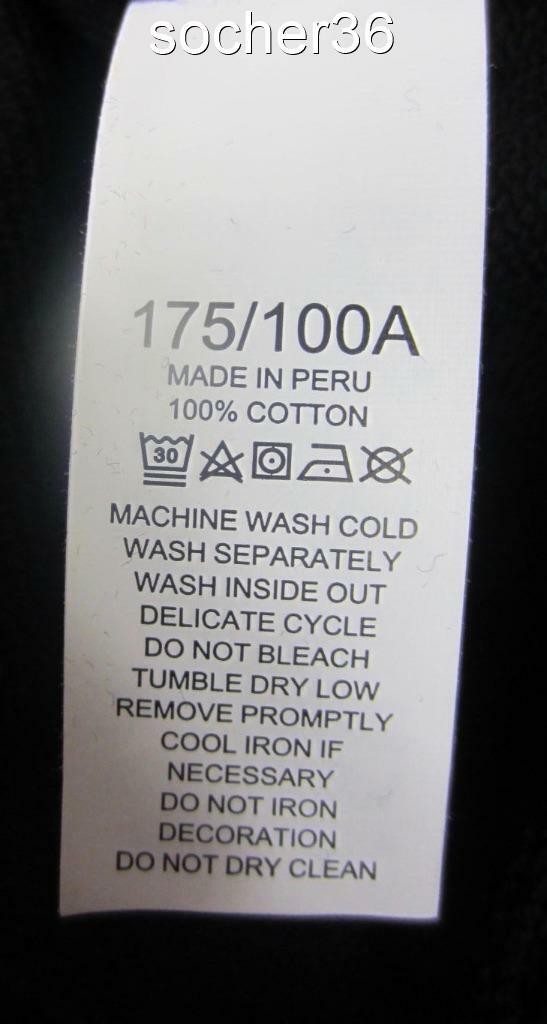 socher36
175/100A
MADE IN PERU
100% COTTON
30
MACHINE WASH COLD
WASH SEPARATELY
WASH INSIDE OUT
DELICATE CYCLE
DO NOT BLEACH
TUMBLE DRY LOW
REMOVE PROMPTLY
COOL IRON IF
NECESSARY
DO NOT IRON
DECORATION
DO NOT DRY CLEAN